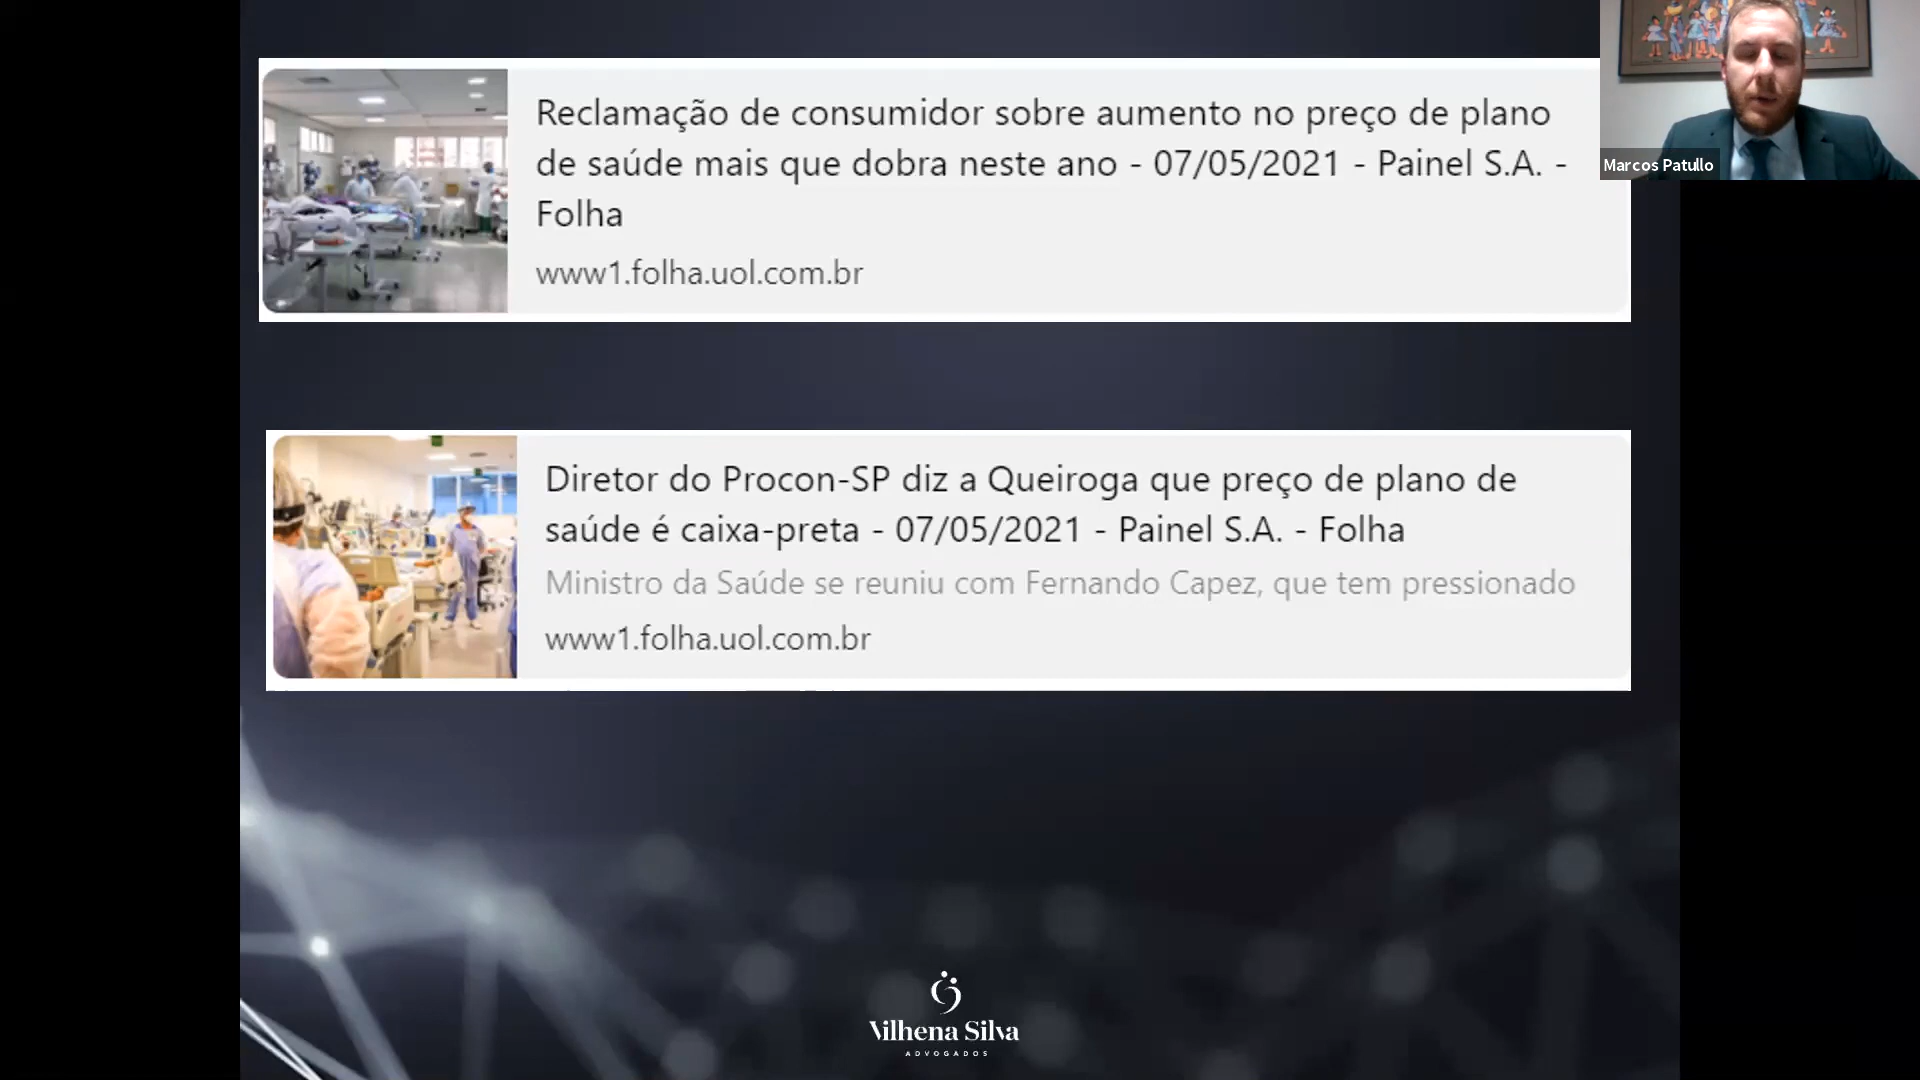 Reclamação de consumidor sobre aumento no preço de plano
de saúde mais que dobra neste ano - 07/05/2021 - Painel S.A. -
Folha
www1.folha.uol.com.br
Marcos Patullo
Diretor do Procon-SP diz a Queiroga que preço de plano de
saúde é caixa-preta - 07/05/2021 - Painel S.A. - Folha
Ministro da Saúde se reuniu com Fernando Capez, que tem pressionado
www1.folha.uol.com.br
Vilhena Silva
ADVOGADOS